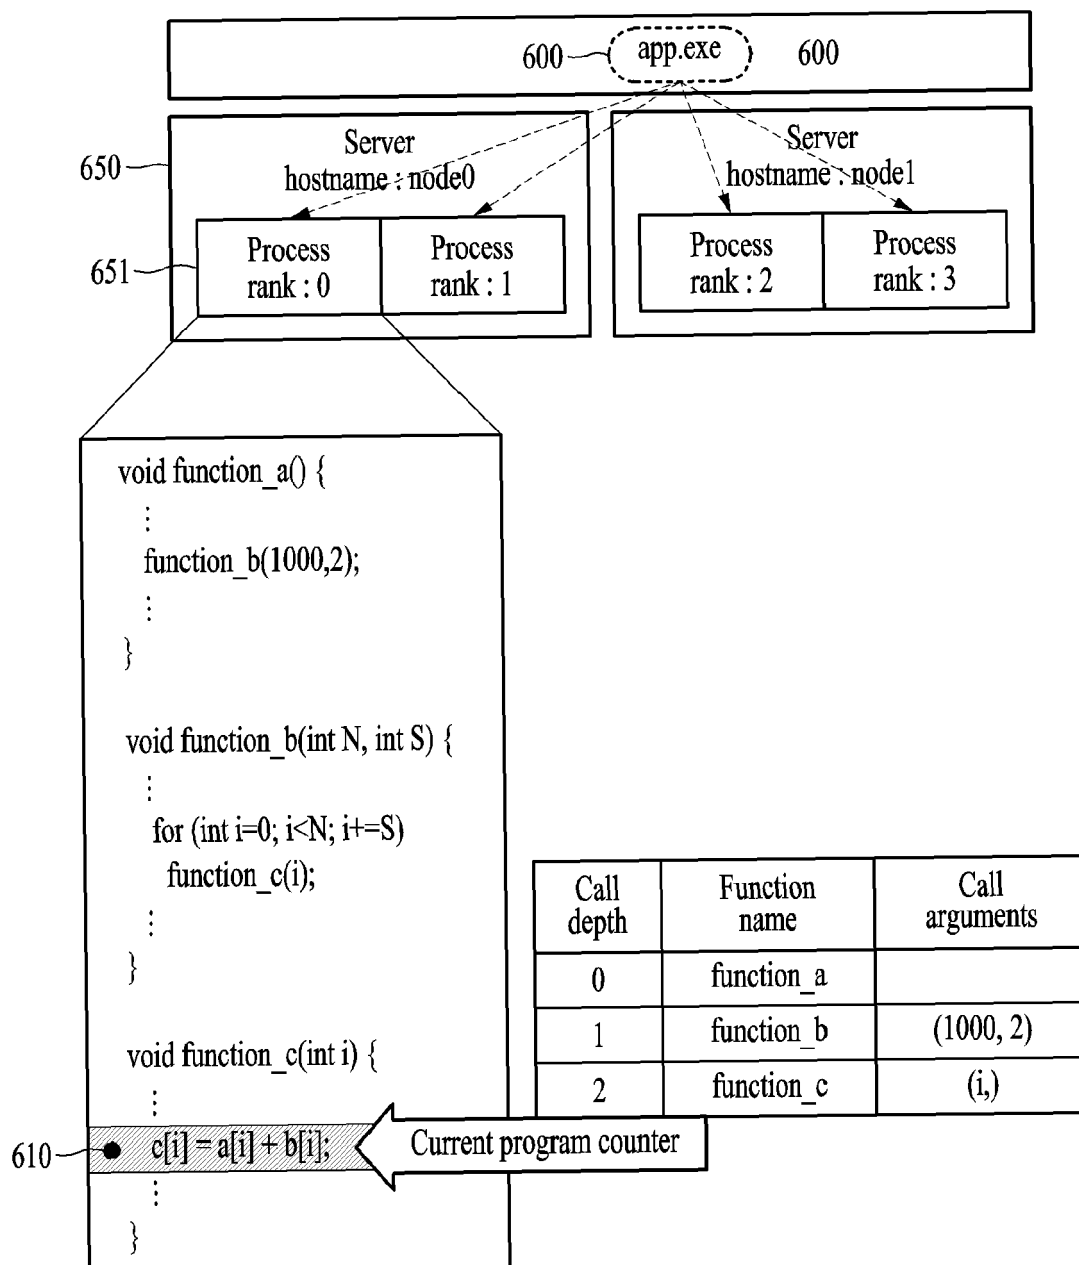 600 app.exe 600
Server
hostname : node0
650
Process
rank : 0
651
Process
rank : 1
Server
hostname : node1
Process
rank : 2
Process
rank : 3
void function_a() {
⋮
function_b(1000,2);
⋮
}
void function_b(int N, int S) {
⋮
for (int i=0; i<N; i+=S)
function_c(i);
⋮
}
void function_c(int i) {
⋮
610 c[i] = a[i] + b[i];
⋮
}
Current program counter
Call depth Function name Call arguments
0 function_a
1 function_b (1000, 2)
2 function_c (i,)